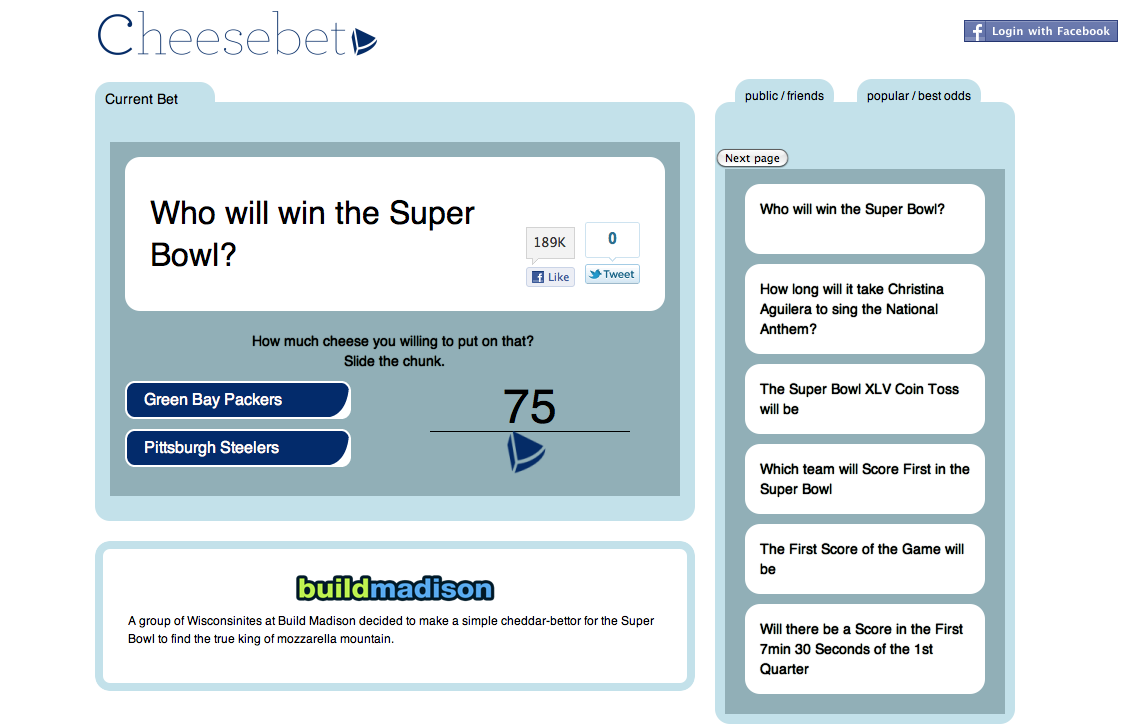 Cheesebet
Login with Facebook
Current Bet
Who will win the Super
Bowl?
189K
Like
0
Tweet
How much cheese you willing to put on that?
Slide the chunk.
Green Bay Packers
Pittsburgh Steelers
75
buildmadison
A group of Wisconsinites at Build Madison decided to make a simple cheddar-bettor for the Super
Bowl to find the true king of mozzarella mountain.
public / friends
popular / best odds
Next page
Who will win the Super Bowl?
How long will it take Christina
Aguilera to sing the National
Anthem?
The Super Bowl XLV Coin Toss
will be
Which team will Score First in the
Super Bowl
The First Score of the Game will
be
Will there be a Score in the First
7min 30 Seconds of the 1st
Quarter